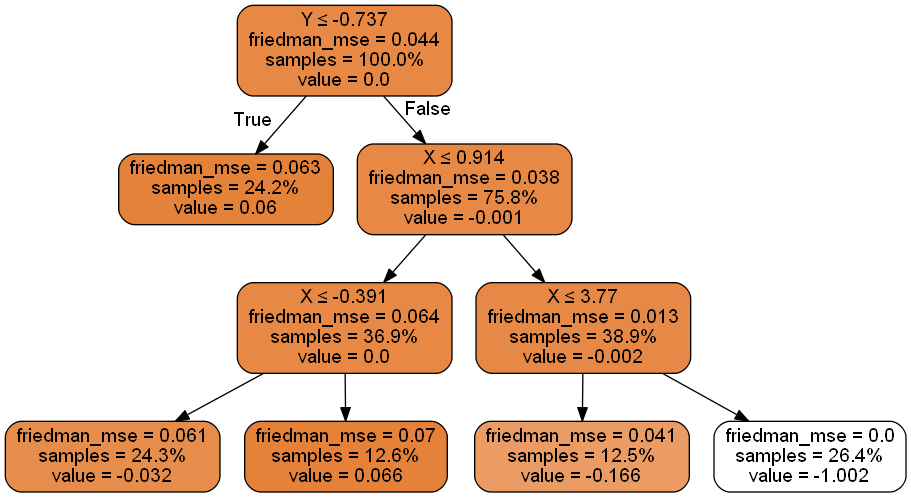 Y ≤ -0.737
friedman_mse = 0.044
samples = 100.0%
value = 0.0
True
False
friedman_mse = 0.063
samples = 24.2%
value = 0.06
X ≤ 0.914
friedman_mse = 0.038
samples = 75.8%
value = -0.001
X ≤ -0.391
friedman_mse = 0.064
samples = 36.9%
value = 0.0
X ≤ 3.77
friedman_mse = 0.013
samples = 38.9%
value = -0.002
friedman_mse = 0.061
samples = 24.3%
value = -0.032
friedman_mse = 0.07
samples = 12.6%
value = 0.066
friedman_mse = 0.041
samples = 12.5%
value = -0.166
friedman_mse = 0.0
samples = 26.4%
value = -1.002